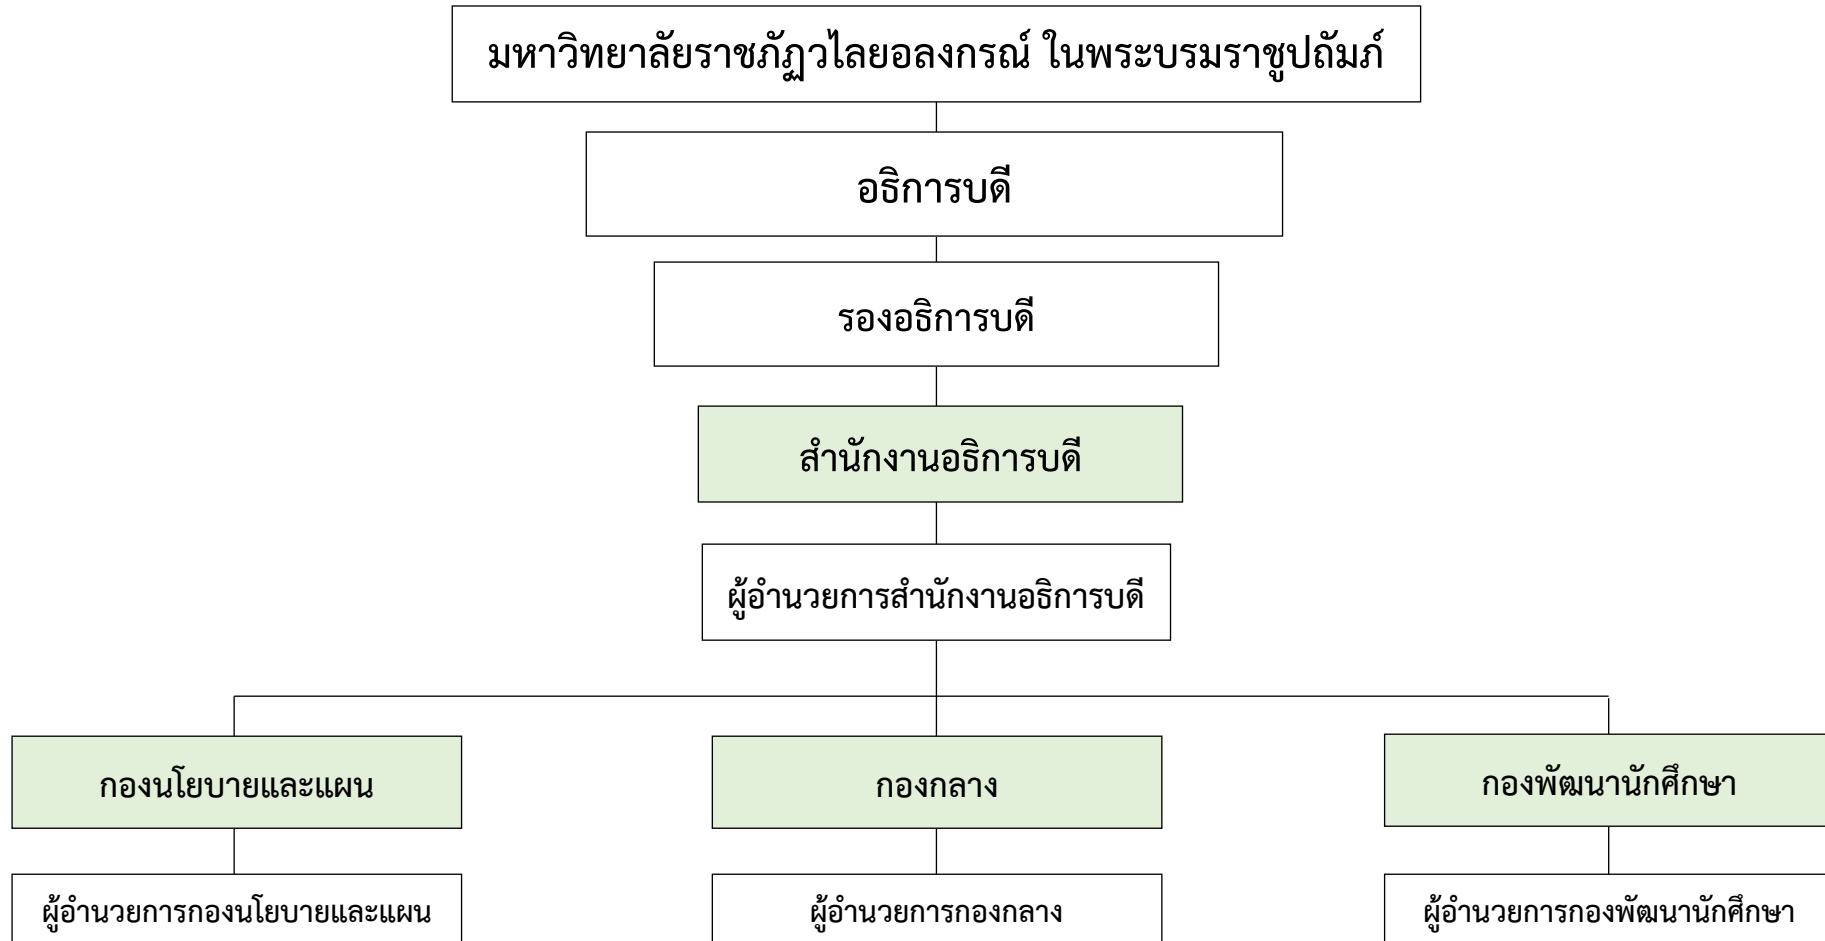 มหาวิทยาลัยราชภัฏวไลยอลงกรณ์ ในพระบรมราชูปถัมภ์
อธิการบดี
รองอธิการบดี
สำนักงานอธิการบดี
ผู้อำนวยการสำนักงานอธิการบดี
กองนโยบายและแผน
กองกลาง
กองพัฒนานักศึกษา
ผู้อำนวยการกองนโยบายและแผน
ผู้อำนวยการกองกลาง
ผู้อำนวยการกองพัฒนานักศึกษา